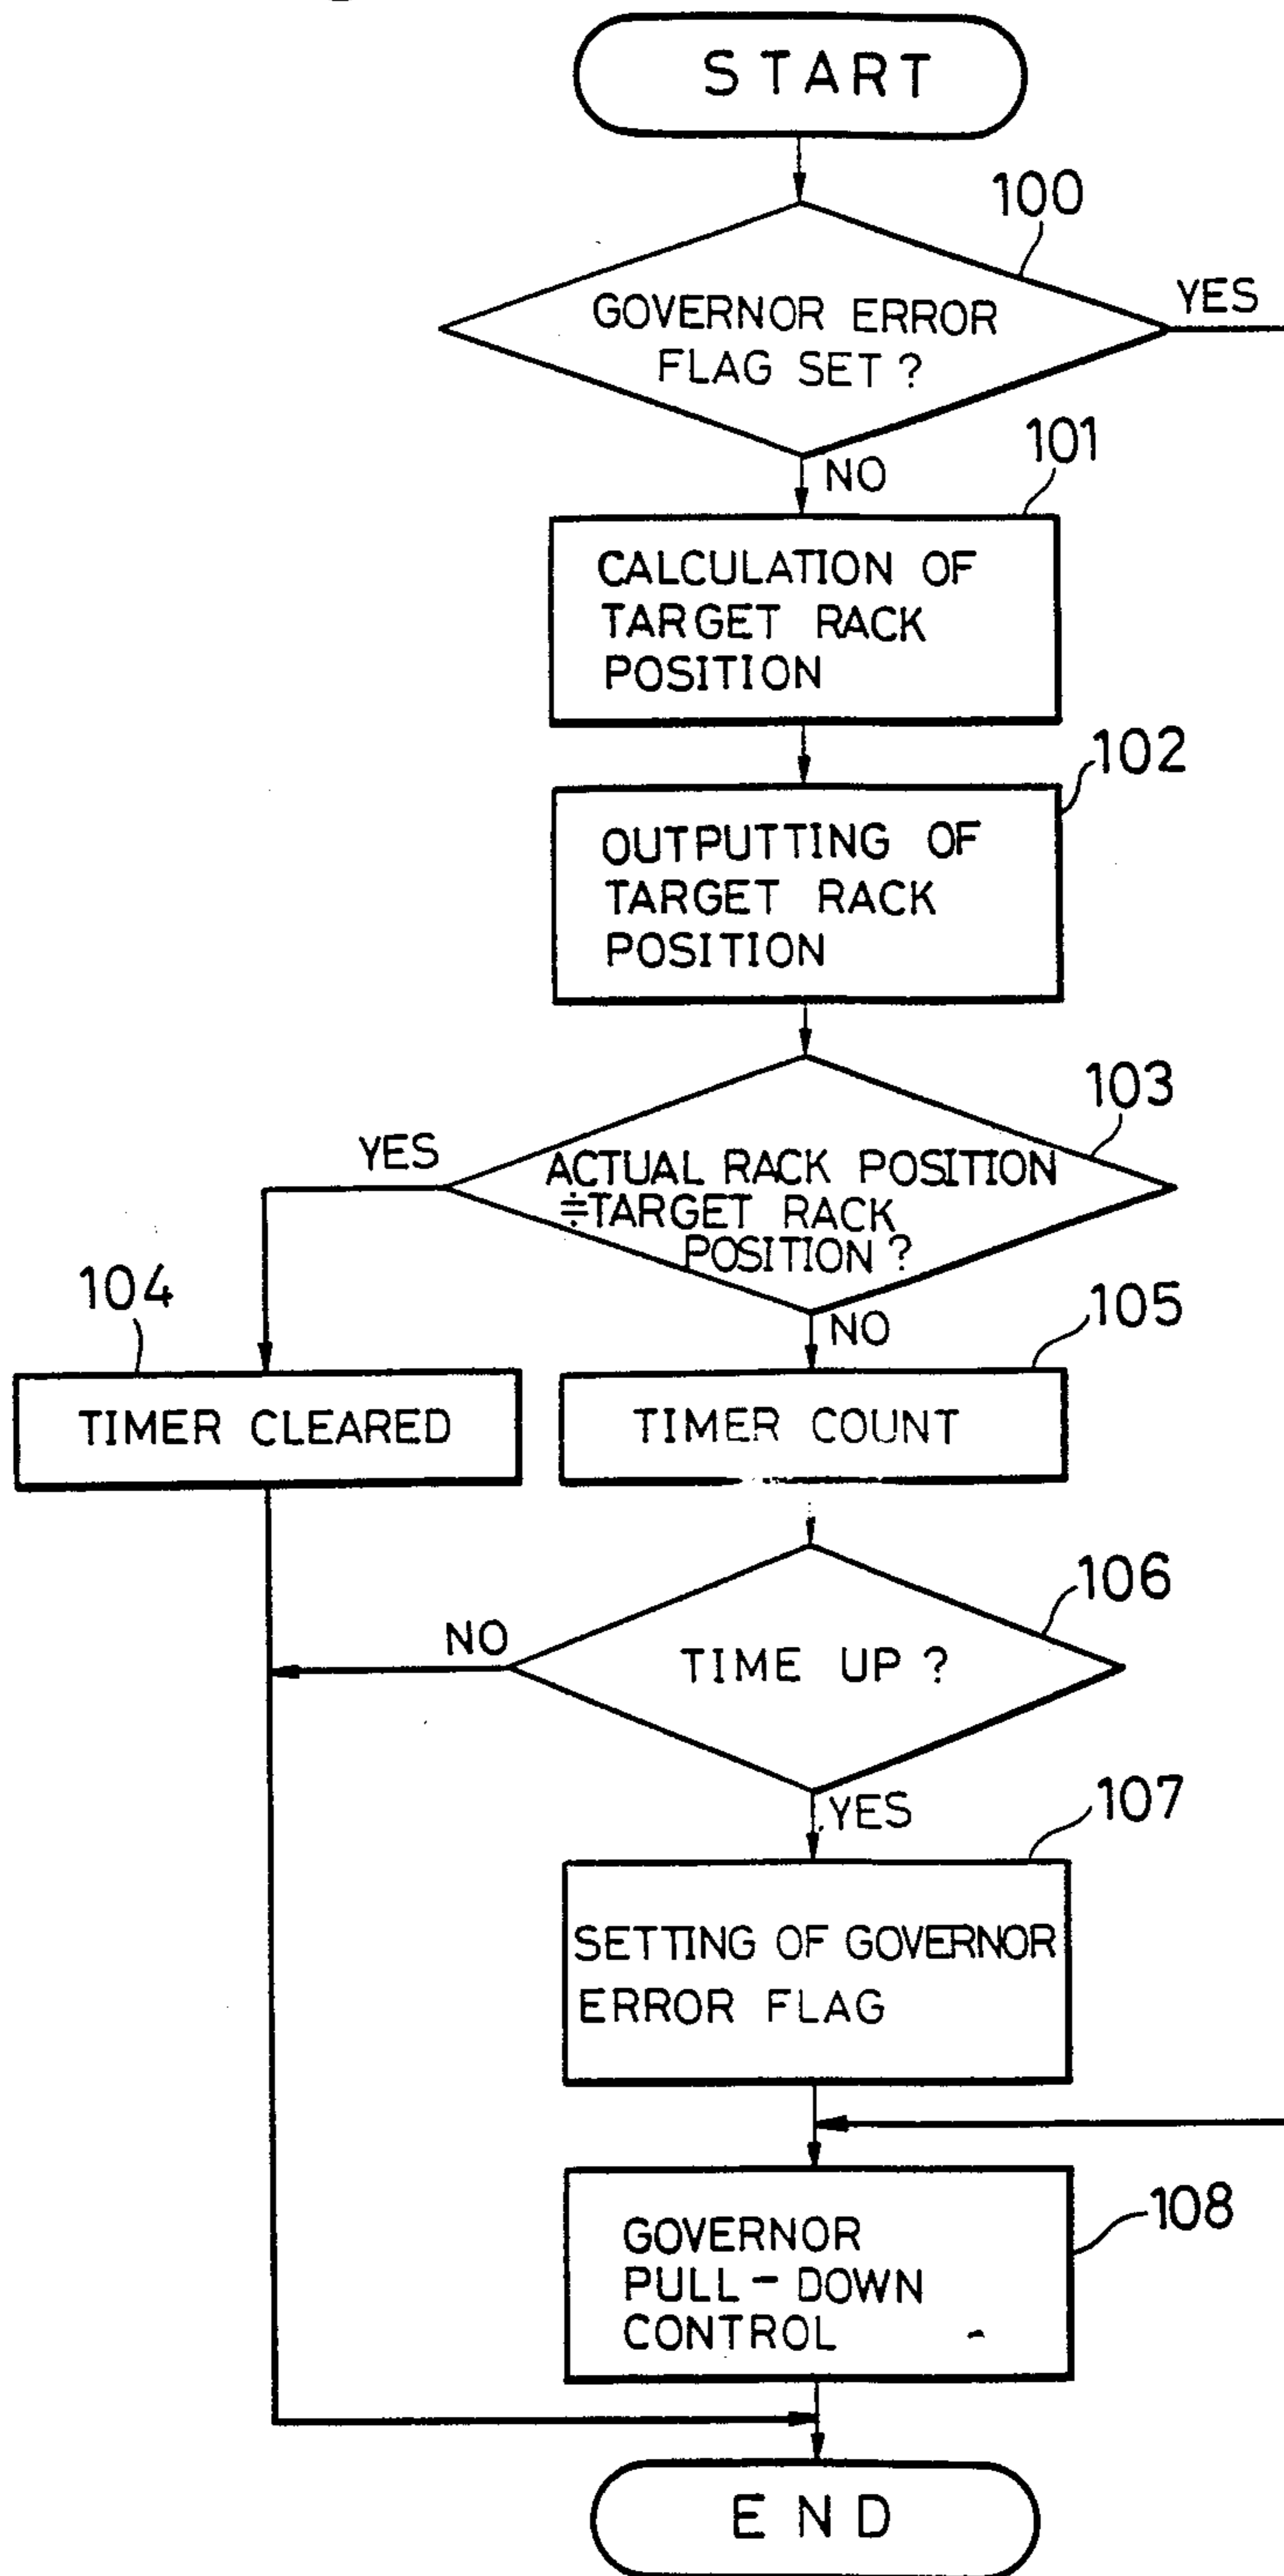 START
100
GOVERNOR ERROR
FLAG SET ?
YES
NO
101
CALCULATION OF
TARGET RACK
POSITION
102
OUTPUTTING OF
TARGET RACK
POSITION
103
YES
ACTUAL RACK POSITION
≑TARGET RACK
POSITION ?
NO
104
TIMER CLEARED
105
TIMER COUNT
106
NO
TIME UP ?
YES
107
SETTING OF GOVERNOR
ERROR FLAG
108
GOVERNOR
PULL-DOWN
CONTROL
END